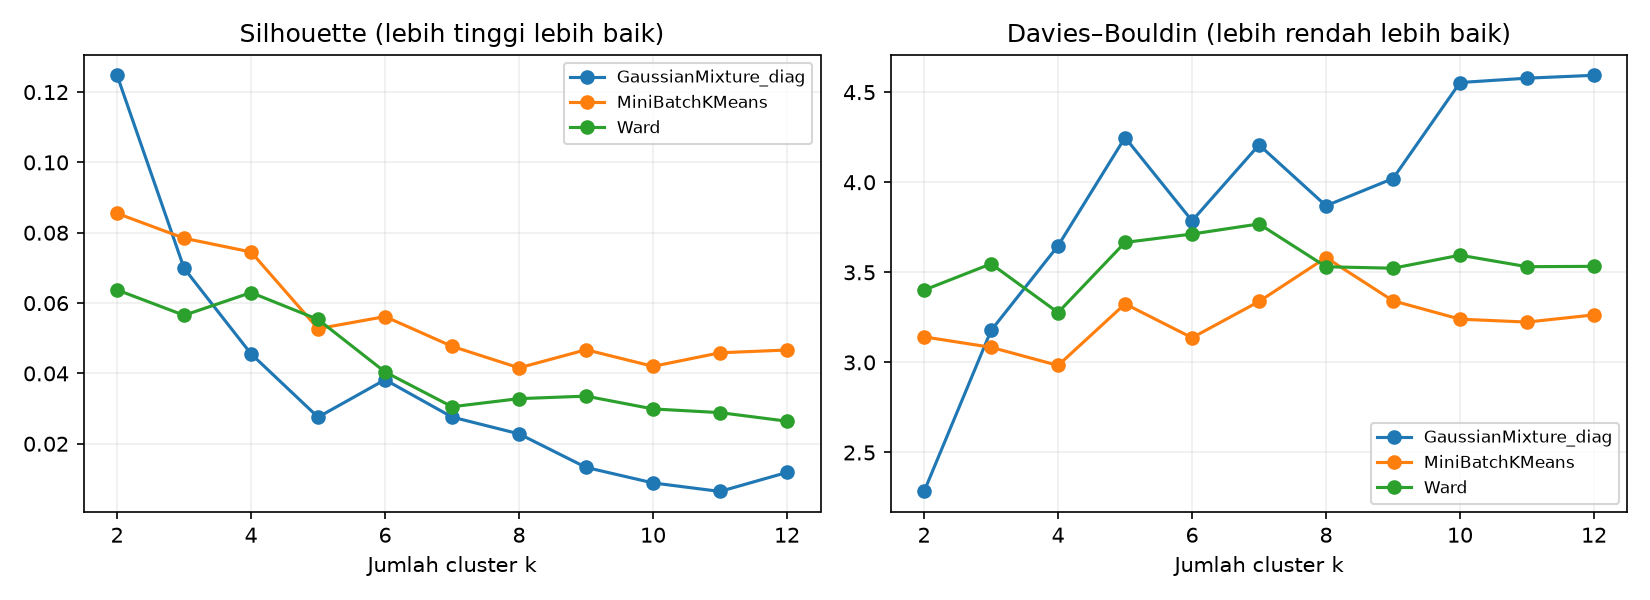 Silhouette (lebih tinggi lebih baik)
0.12
0.10
0.08
0.06
0.04
0.02
GaussianMixture_diag
MiniBatchKMeans
Ward
2 4 6 8 10 12
Jumlah cluster k
Davies–Bouldin (lebih rendah lebih baik)
4.5
4.0
3.5
3.0
2.5
GaussianMixture_diag
MiniBatchKMeans
Ward
2 4 6 8 10 12
Jumlah cluster k